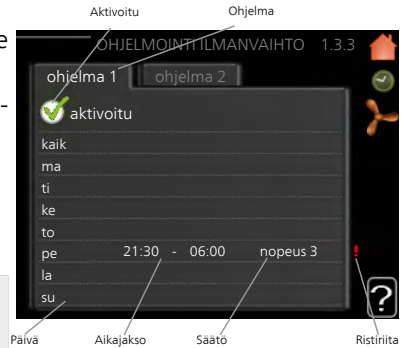 Aktivoitu Ohjelma
e
OHJELMOINTI ILMANVAIHTO 1.3.3
ohjelma 1 ohjelma 2
-
aktivoitu
kaik
ma
ti
ke
to
pe 21:30 - 06:00 nopeus 3 !
la
su
?
Päivä Aikajakso Säätö Ristiriita